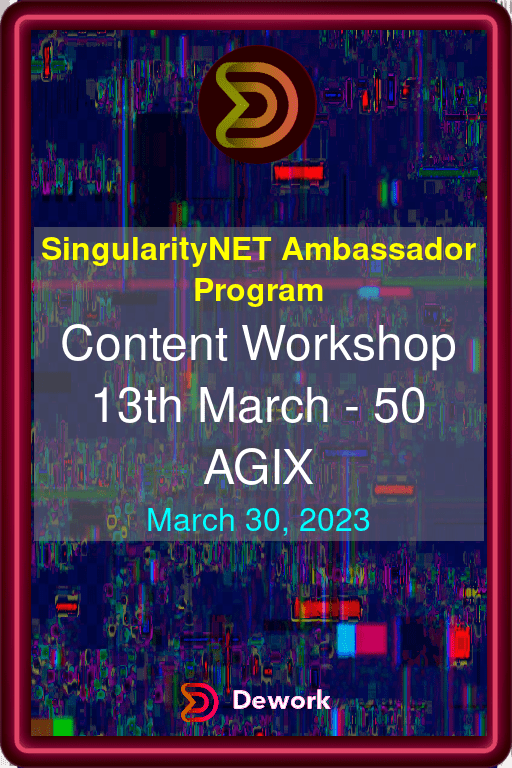 SingularityNET Ambassador
Program
Content Workshop
13th March - 50
AGIX
March 30, 2023
Dework